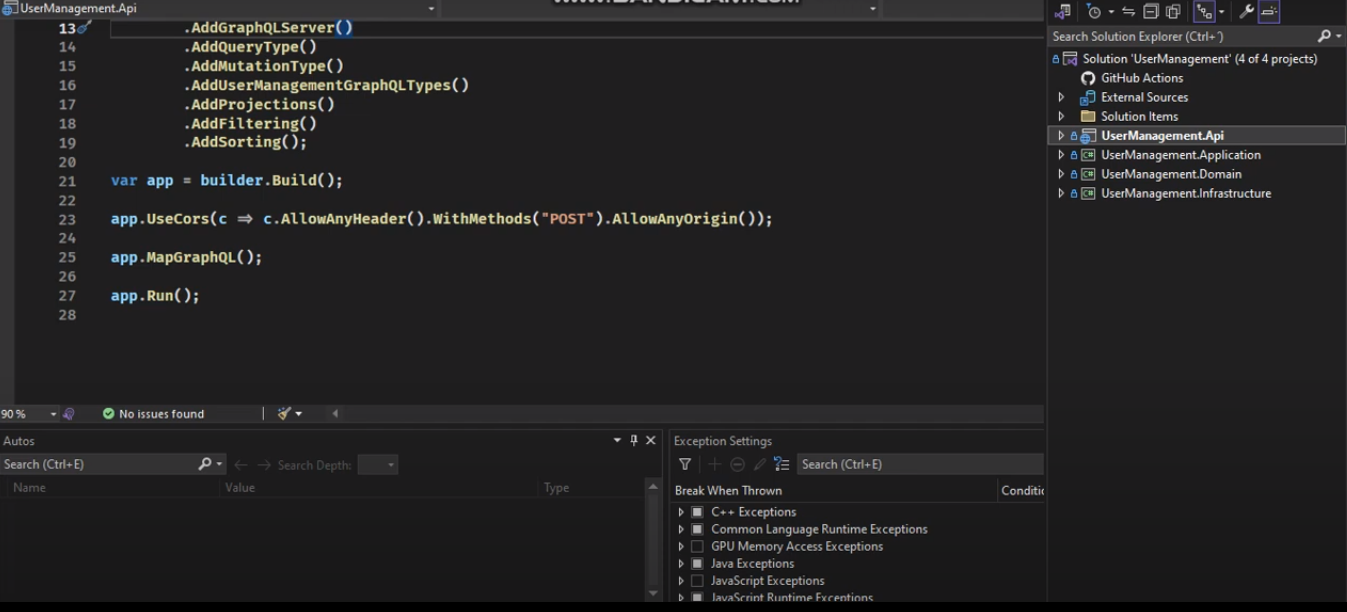 UserManagement.Api
WWW.BANDICAM.COM
13 .AddGraphQLServer()
14 .AddQueryType()
15 .AddMutationType()
16 .AddUserManagementGraphQLTypes()
17 .AddProjections()
18 .AddFiltering()
19 .AddSorting();
20
21 var app = builder.Build();
22
23 app.UseCors(c => c.AllowAnyHeader().WithMethods("POST").AllowAnyOrigin());
24
25 app.MapGraphQL();
26
27 app.Run();
28
90 %
No issues found
Autos
Search (Ctrl+E)
Search Depth:
Name Value Type
Exception Settings
Search (Ctrl+E)
Break When Thrown Conditic
C++ Exceptions
Common Language Runtime Exceptions
GPU Memory Access Exceptions
Java Exceptions
JavaScript Exceptions
JavaScript Runtime Exceptions
Search Solution Explorer (Ctrl+´)
Solution 'UserManagement' (4 of 4 projects)
GitHub Actions
External Sources
Solution Items
UserManagement.Api
C# UserManagement.Application
C# UserManagement.Domain
C# UserManagement.Infrastructure